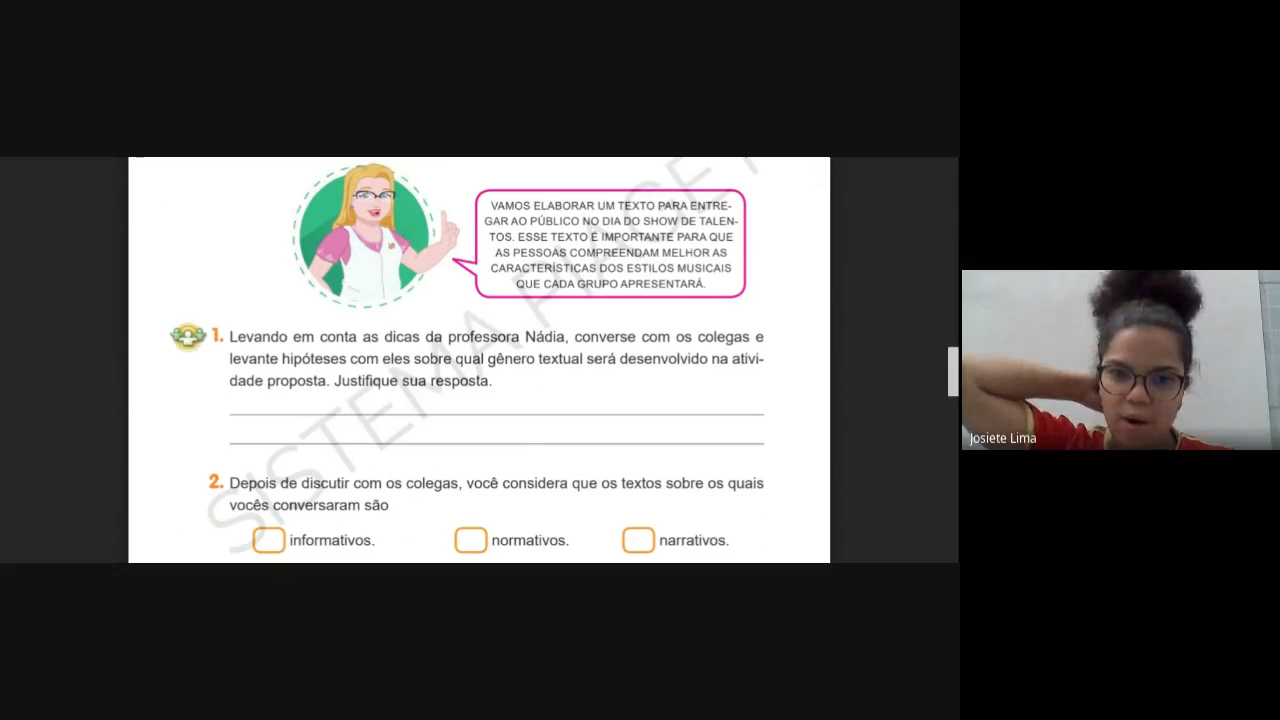 VAMOS ELABORAR UM TEXTO PARA ENTRE-
GAR AO PÚBLICO NO DIA DO SHOW DE TALEN-
TOS. ESSE TEXTO É IMPORTANTE PARA QUE
AS PESSOAS COMPREENDAM MELHOR AS
CARACTERÍSTICAS DOS ESTILOS MUSICAIS
QUE CADA GRUPO APRESENTARÁ.
1. Levando em conta as dicas da professora Nádia, converse com os colegas e
levante hipóteses com eles sobre qual gênero textual será desenvolvido na ativi-
dade proposta. Justifique sua resposta.
2. Depois de discutir com os colegas, você considera que os textos sobre os quais
vocês conversaram são
informativos. normativos. narrativos.
SISTEMA PIAGET
Josiete Lima